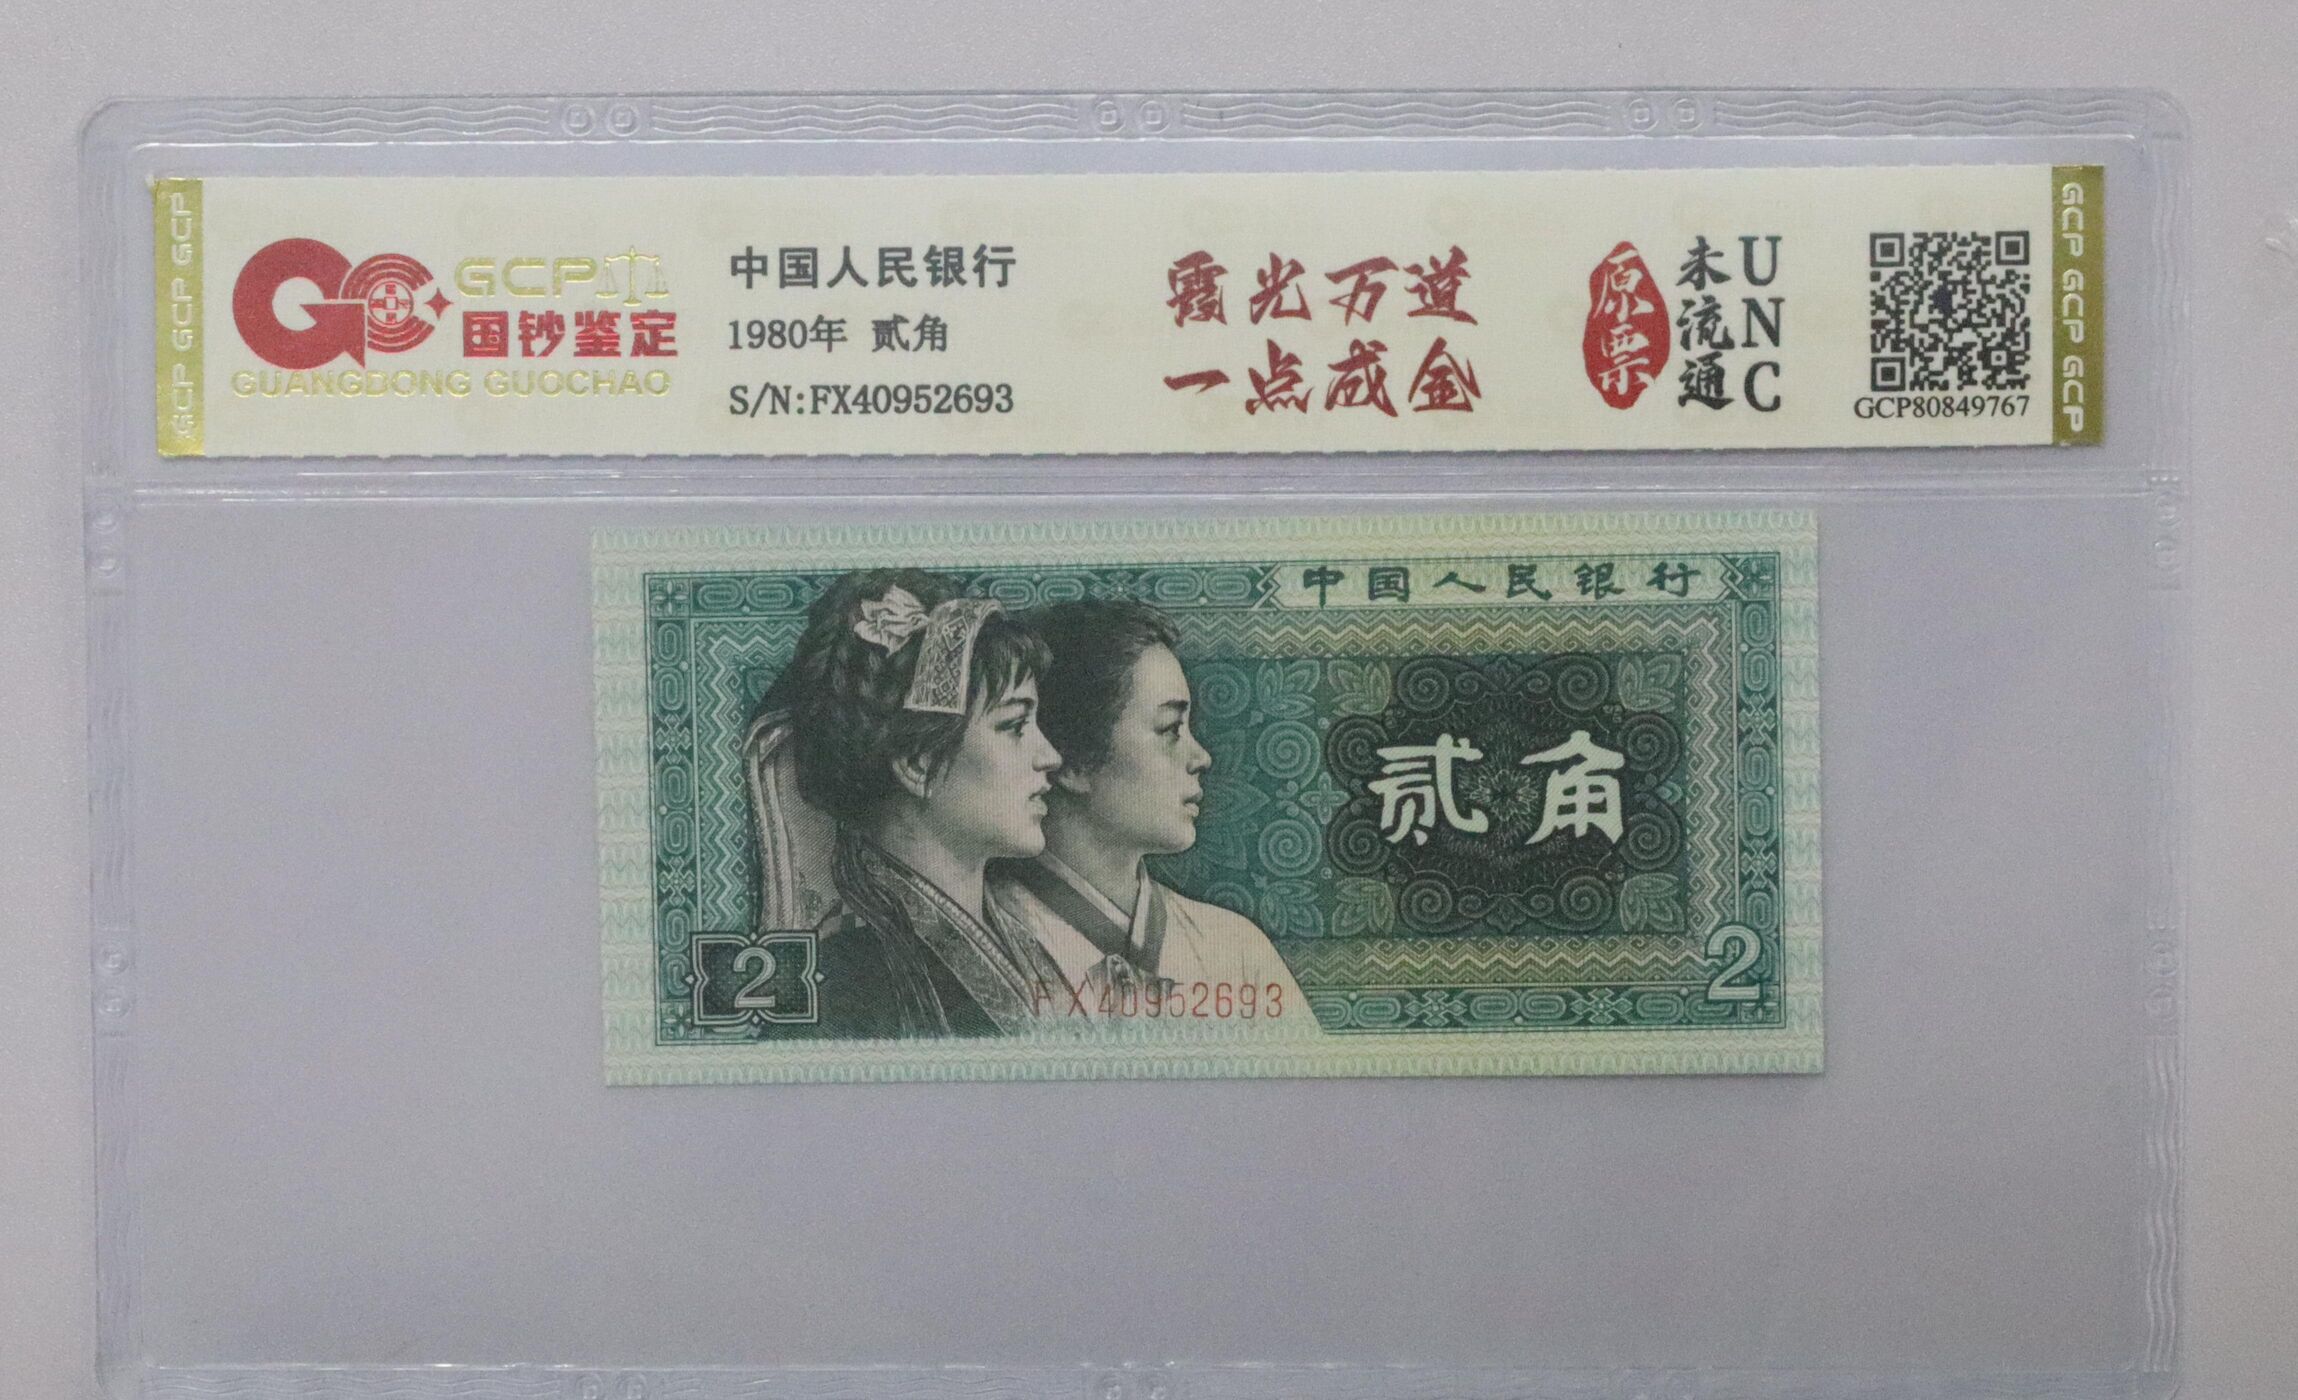 GCP
国钞鉴定
GUANGDONG GUOCHAO
中国人民银行
1980年 贰角
S/N:FX40952693
霞光万道
一点成金
原票
未流通
UNC
GCP80849767
GCP GCP GCP
GCP GCP GCP
中国人民银行
贰角
2
2
FX40952693